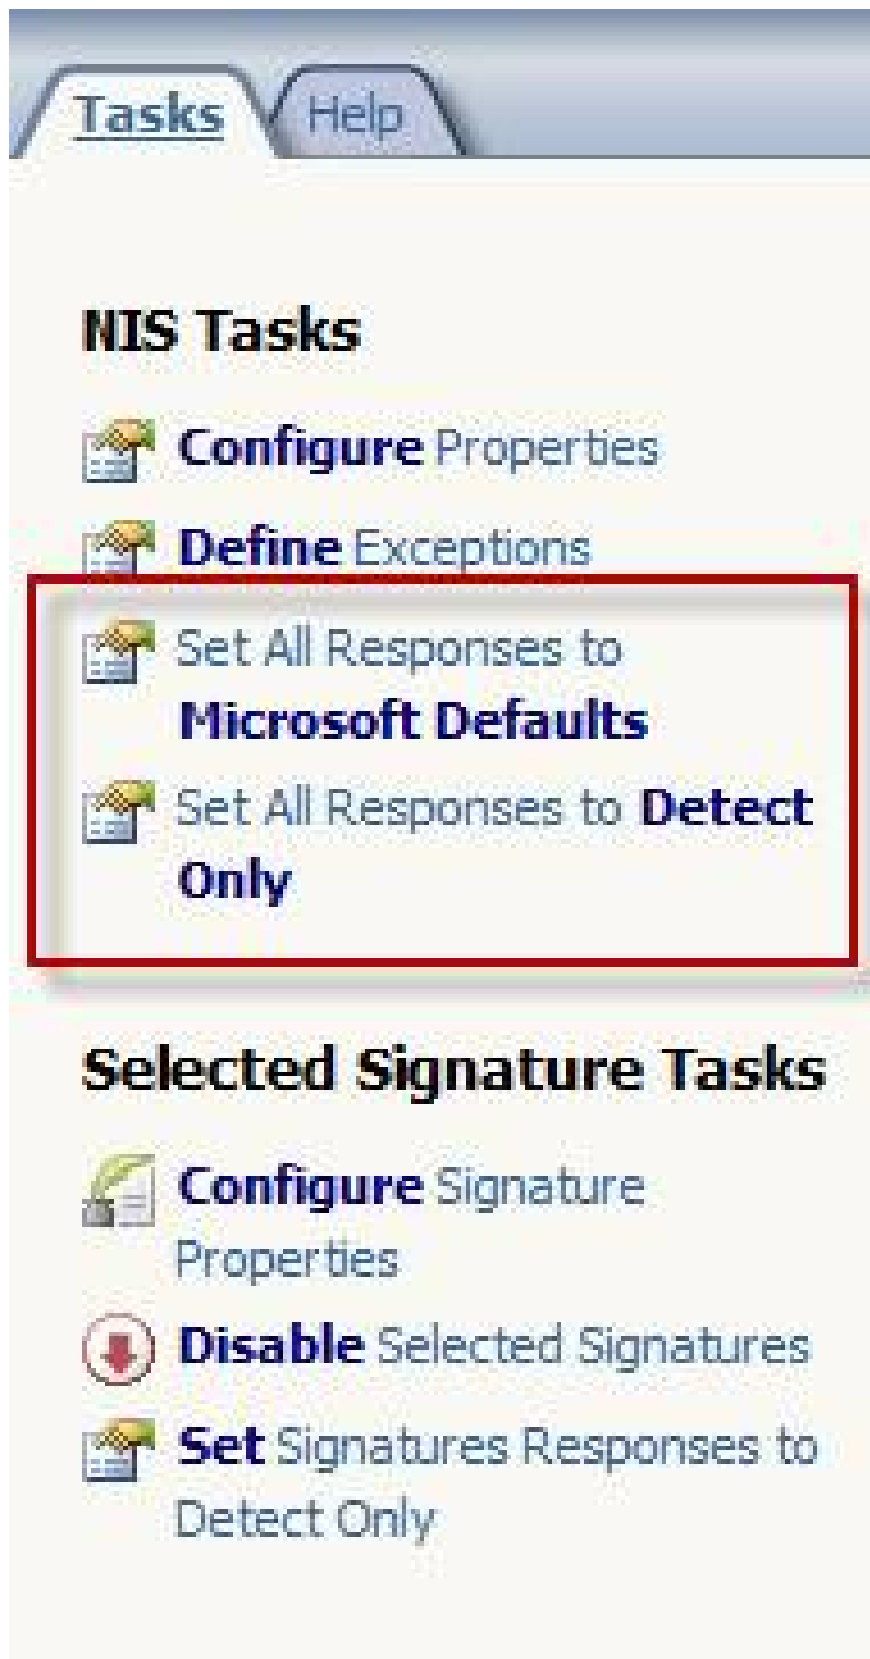 Tasks Help
NIS Tasks
Configure Properties
Define Exceptions
Set All Responses to
Microsoft Defaults
Set All Responses to Detect
Only
Selected Signature Tasks
Configure Signature
Properties
Disable Selected Signatures
Set Signatures Responses to
Detect Only